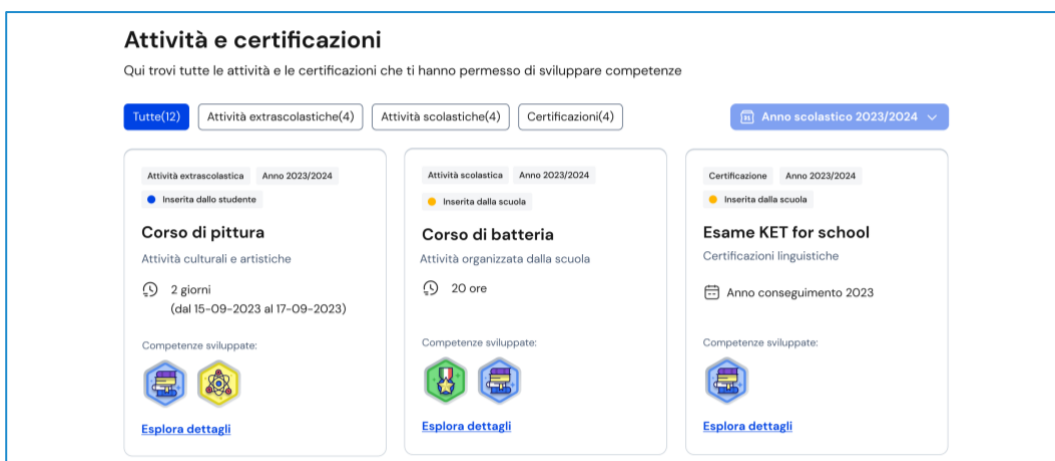 Attività e certificazioni
Qui trovi tutte le attività e le certificazioni che ti hanno permesso di sviluppare competenze
Tutte(12)
Attività extrascolastiche(4)
Attività scolastiche(4)
Certificazioni(4)
Anno scolastico 2023/2024
Attività extrascolastica
Anno 2023/2024
Inserita dallo studente
Corso di pittura
Attività culturali e artistiche
2 giorni
(dal 15-09-2023 al 17-09-2023)
Competenze sviluppate:
Esplora dettagli
Attività scolastica
Anno 2023/2024
Inserita dalla scuola
Corso di batteria
Attività organizzata dalla scuola
20 ore
Competenze sviluppate:
Esplora dettagli
Certificazione
Anno 2023/2024
Inserita dalla scuola
Esame KET for school
Certificazioni linguistiche
Anno conseguimento 2023
Competenze sviluppate:
Esplora dettagli